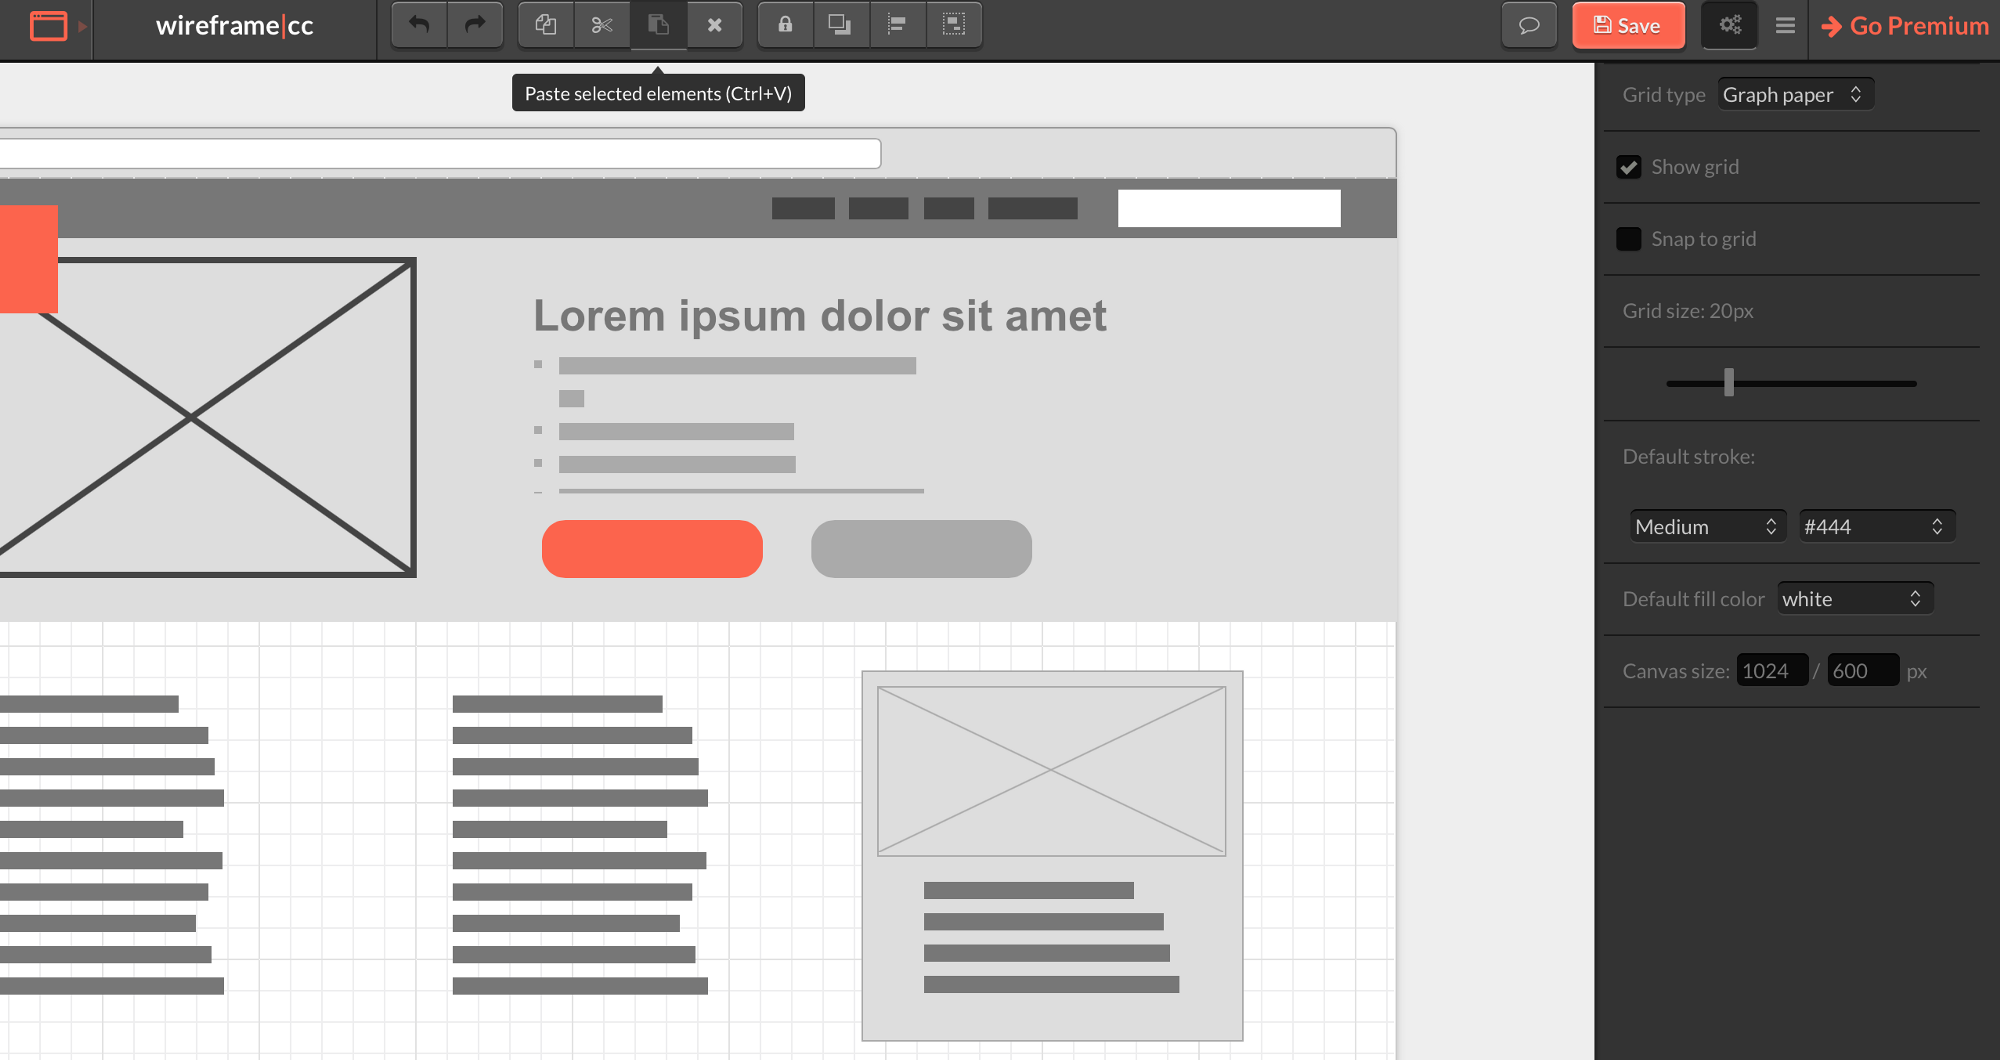 wireframe|cc
Save
Go Premium
Paste selected elements (Ctrl+V)
Grid type Graph paper
Show grid
Snap to grid
Grid size: 20px
Default stroke:
Medium #444
Default fill color white
Canvas size: 1024 / 600 px
Lorem ipsum dolor sit amet